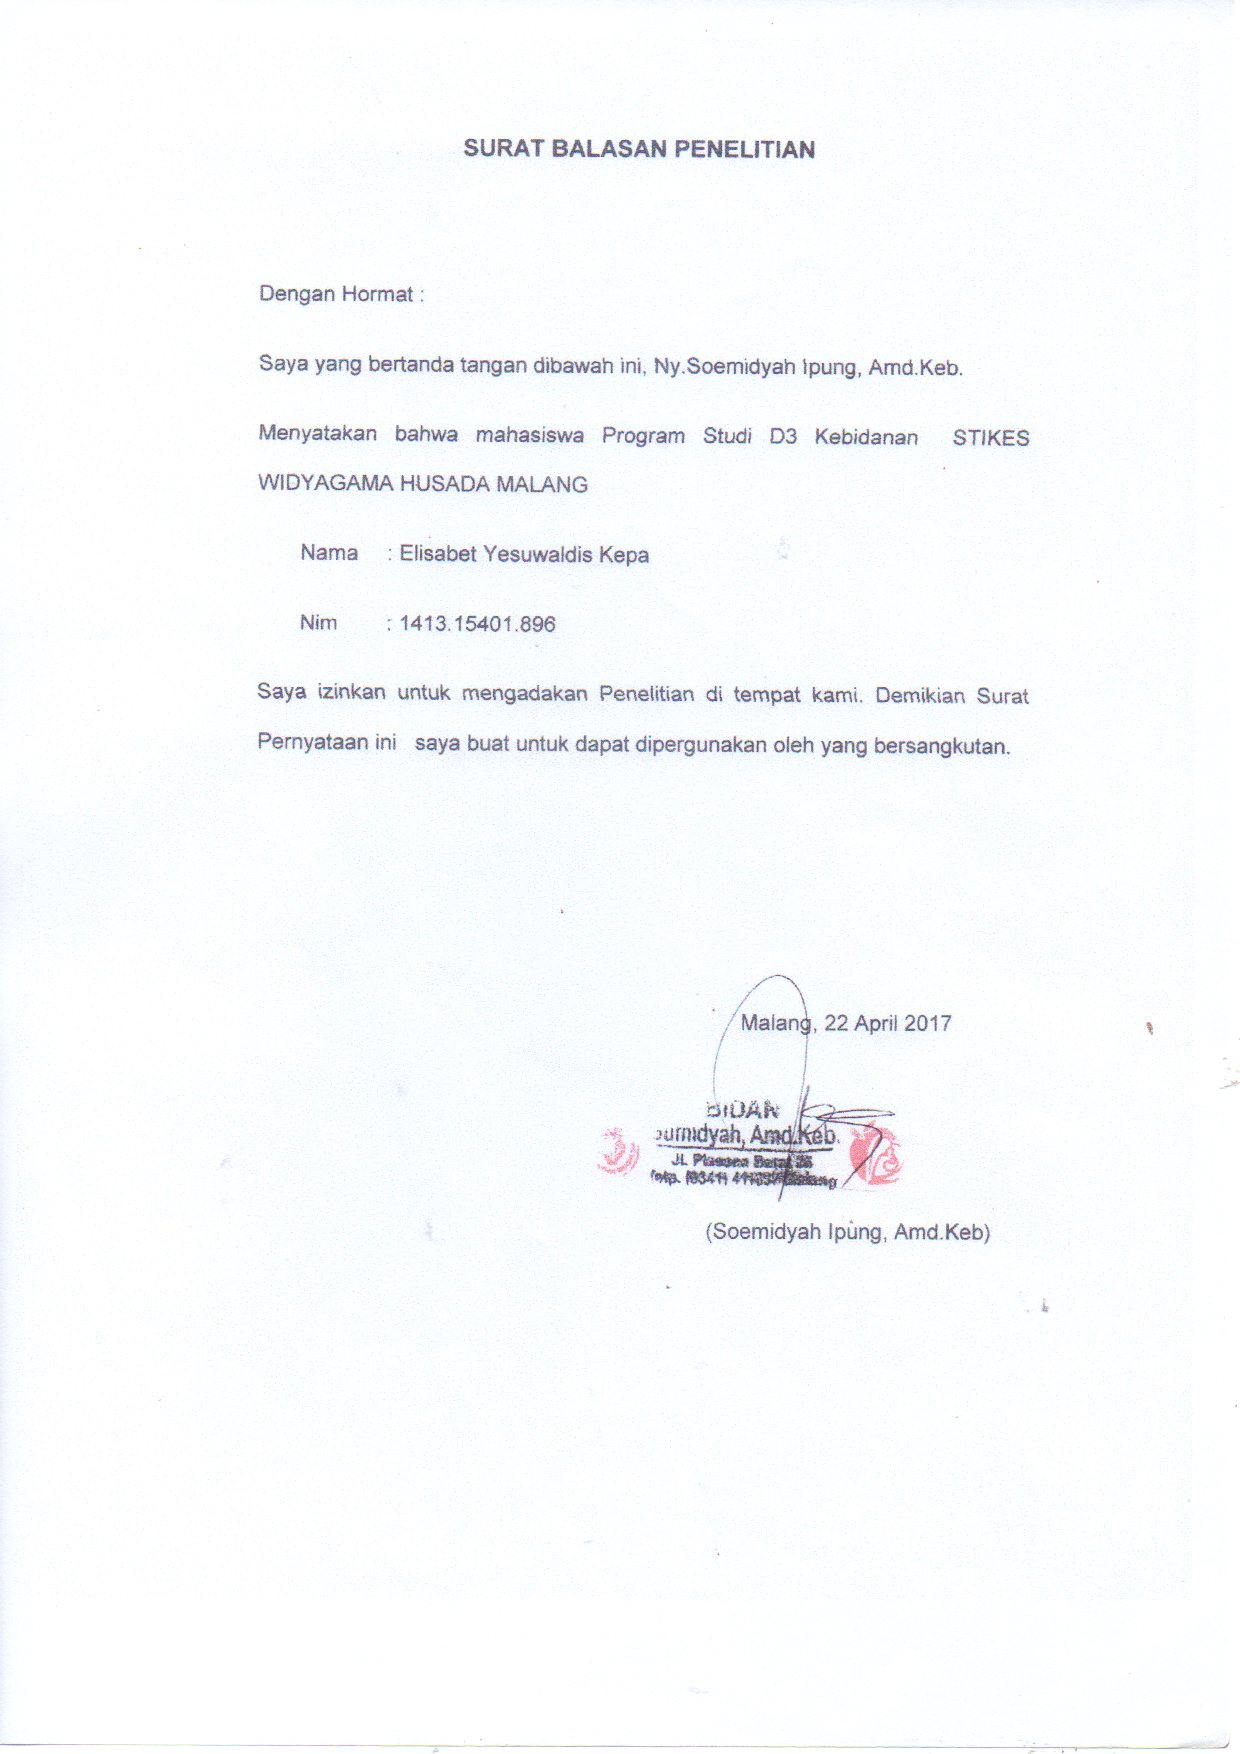 SURAT BALASAN PENELITIAN
Dengan Hormat :
Saya yang bertanda tangan dibawah ini, Ny.Soemidyah Ipung, Amd.Keb.
Menyatakan bahwa mahasiswa Program Studi D3 Kebidanan STIKES
WIDYAGAMA HUSADA MALANG
Nama : Elisabet Yesuwaldis Kepa
Nim : 1413.15401.896
Saya izinkan untuk mengadakan Penelitian di tempat kami. Demikian Surat
Pernyataan ini saya buat untuk dapat dipergunakan oleh yang bersangkutan.
Malang, 22 April 2017
BIDAN
Amd.Keb.
Jl.
(Soemidyah Ipung, Amd.Keb)